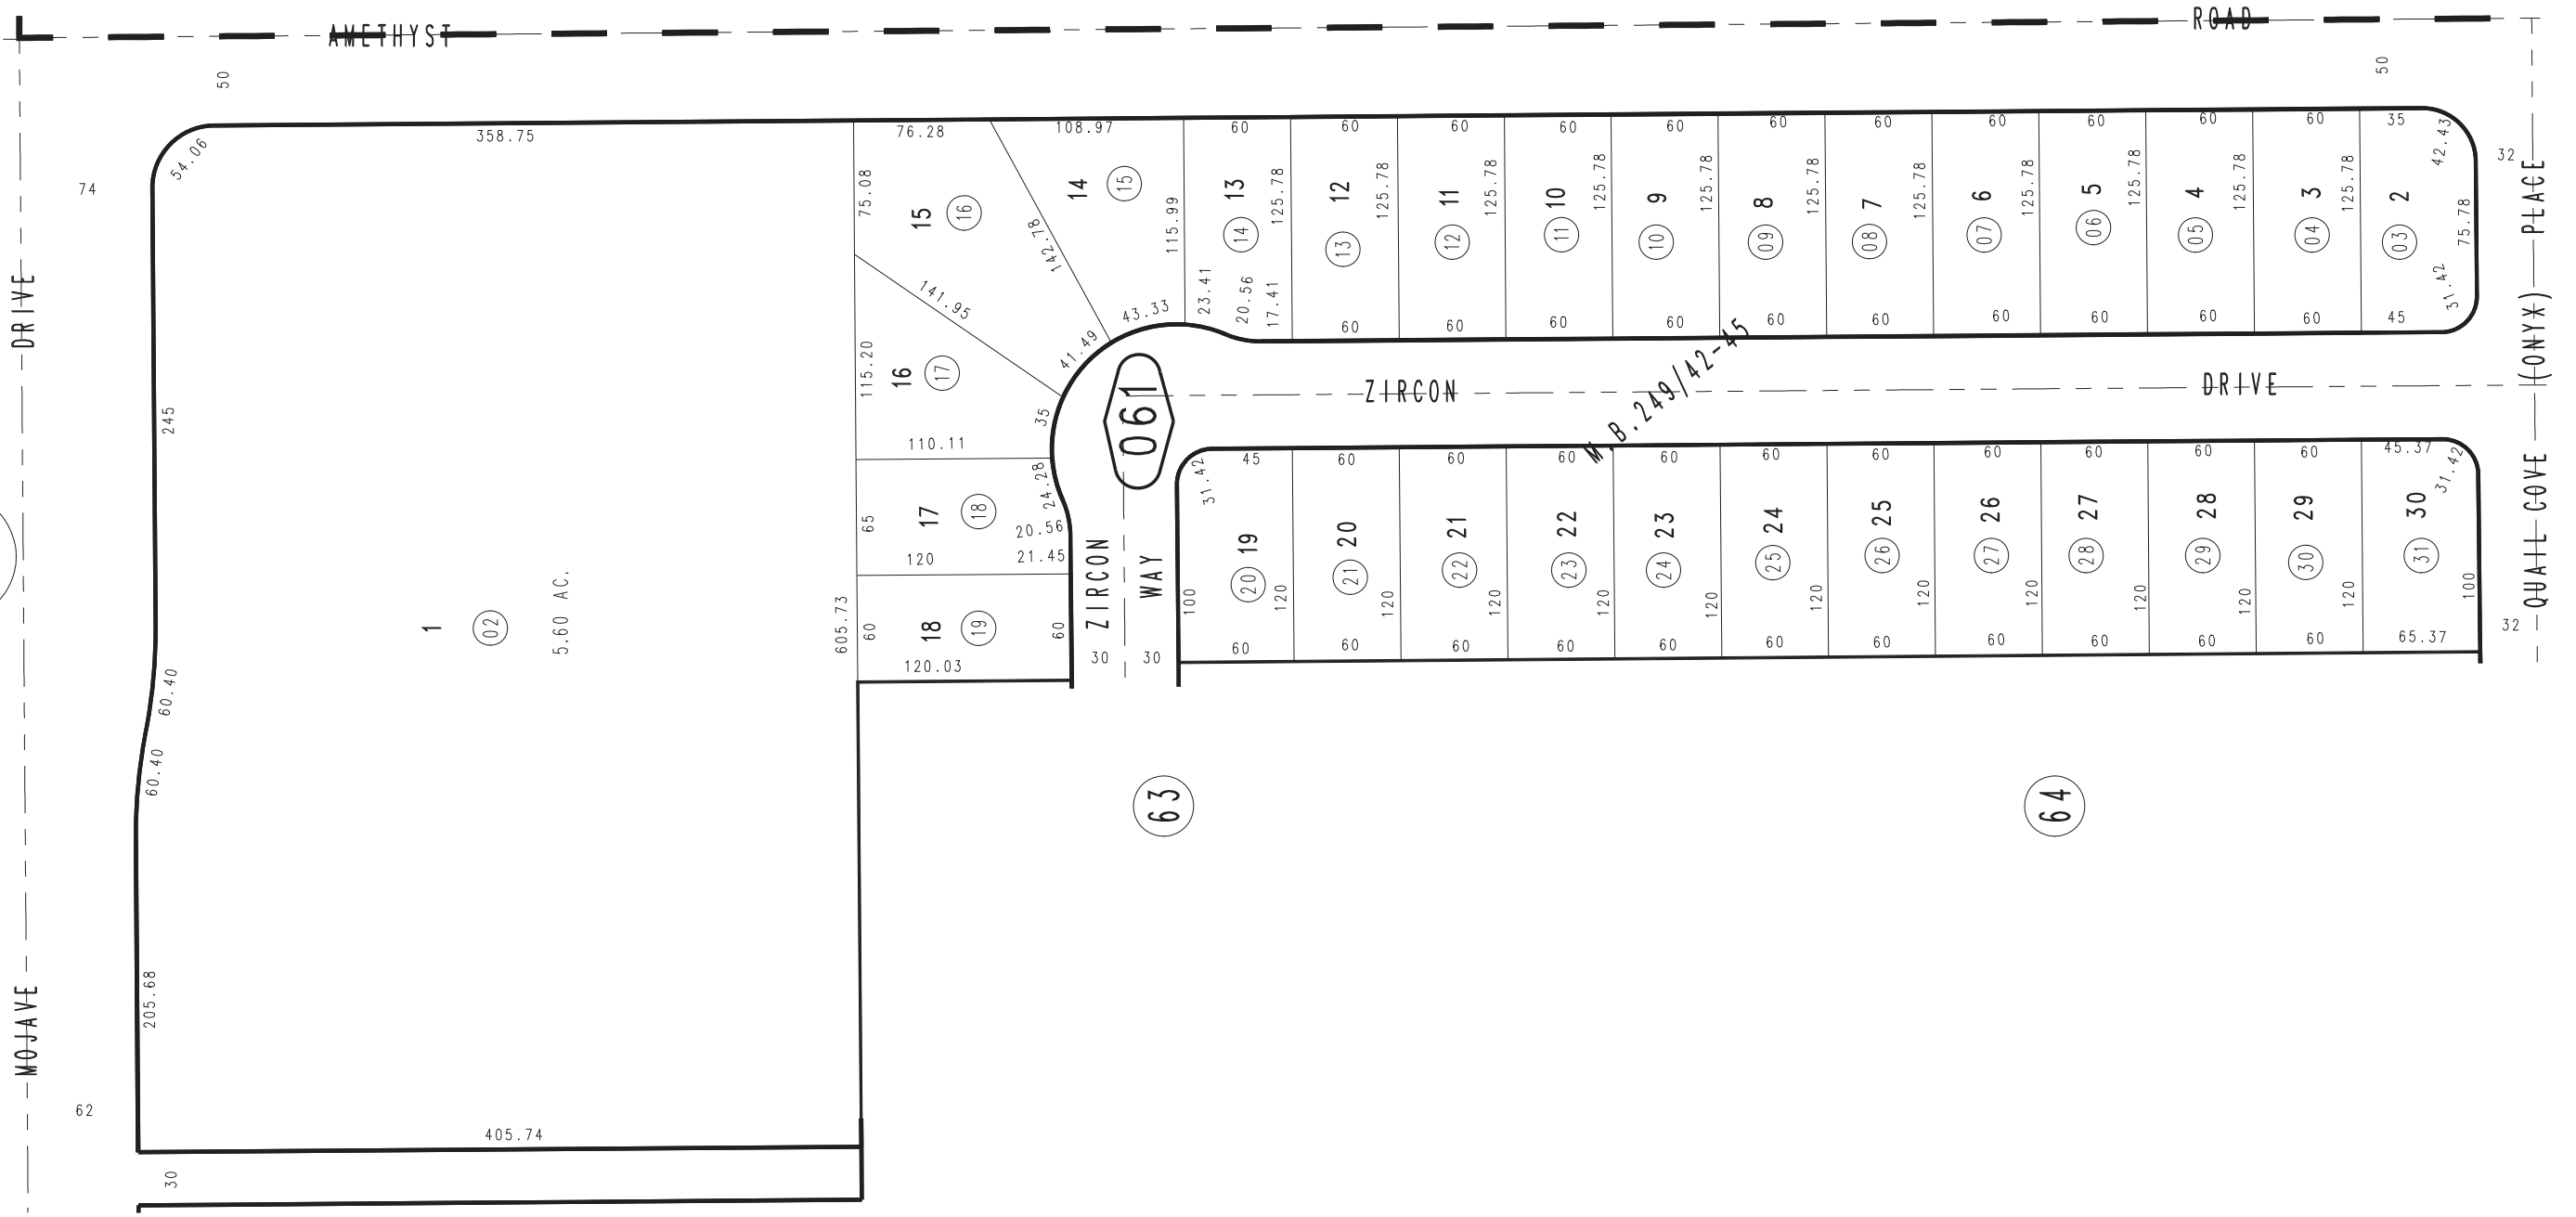 AMETHYST ROAD
50 50
358.75 76.28 108.97 60 60 60 60 60 60 60 60 60 60 60 35
54.06 42.43
74 32
DRIVE
MOJAVE
245
60.40
60.40
205.68
62
1 02 5.60 AC.
405.74
30
605.73
75.08 15 16 142.78
14 15 115.99
141.95
115.20 16 17
110.11
41.49 43.33
35
24.28
65 17 18
20.56
120 21.45
60 18 19 60
120.03
13 14 125.78
23.41 20.56 17.41
12 13 125.78
11 12 125.78
10 11 125.78
9 10 125.78
8 09 125.78
7 08 125.78
6 07 125.78
5 06 125.78
4 05 125.78
3 04 125.78
2 03 75.78
31.42
60 60 60 60 60 60 60 60 60 60 45
061
ZIRCON DRIVE
M.B.249/42-45
ZIRCON WAY
30 30
31.42 45 60 60 60 60 60 60 60 60 60 60 45.37 31.42
100 19 20 120
20 21 120
21 22 120
22 23 120
23 24 120
24 25 120
25 26 120
26 27 120
27 28 120
28 29 120
29 30 120
30 31 100
60 60 60 60 60 60 60 60 60 60 60 65.37
QUAIL COVE (ONYX) PLACE
32
63
64